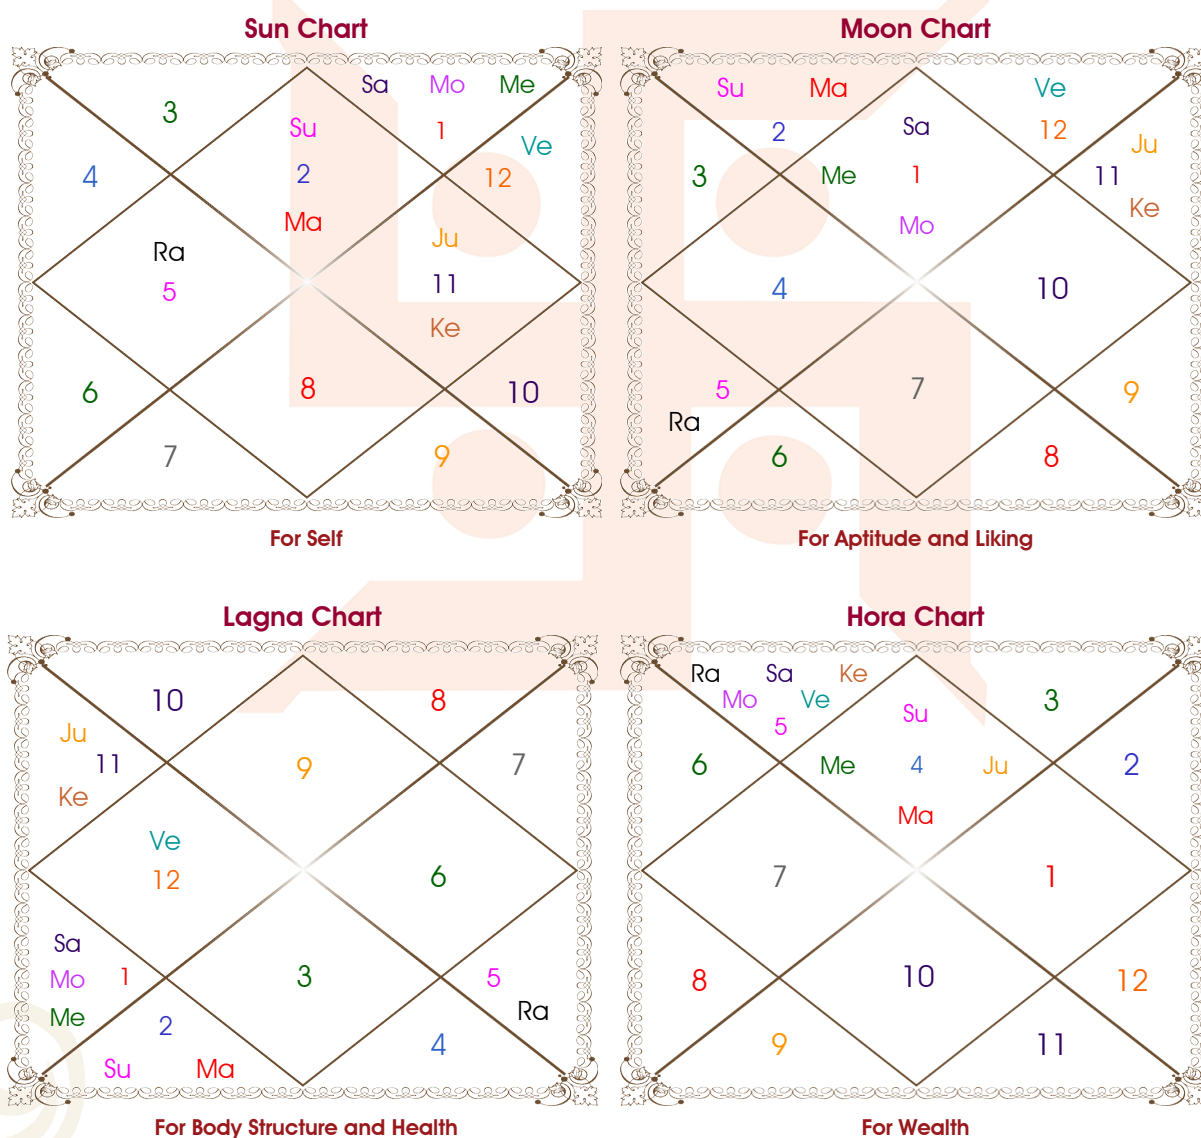 Sun Chart
Sa Mo Me
3 Su 1 Ve
4 2 12
Ma Ju
Ra
5 11
Ke
6 8 10
7 9
For Self
Moon Chart
Su Ma Ve
2 Sa 12 Ju
3 Me 1 11
Mo Ke
4 10
5 7 9
Ra
6 8
For Aptitude and Liking
Lagna Chart
10 8
Ju
11 9 7
Ke
Ve
12 6
Sa
Mo 1 3 5
Me Ra
2 4
Su Ma
For Body Structure and Health
Hora Chart
Ra Sa Ke
Mo Ve Su 3
5
6 Me 4 Ju 2
Ma
7 1
8 10 12
9 11
For Wealth